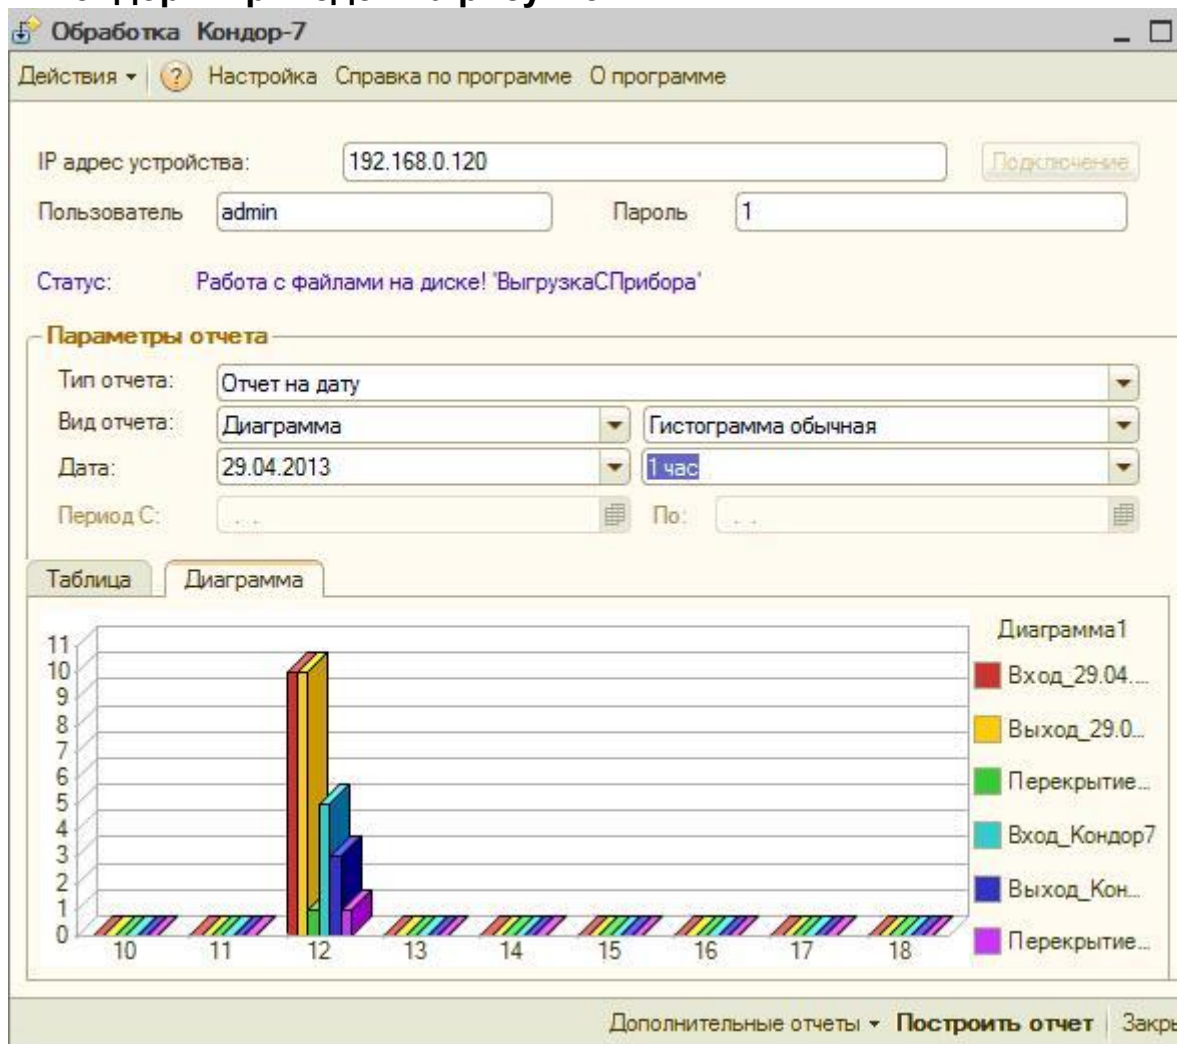 Обработка Кондор-7
Действия Настройка Справка по программе О программе
IP адрес устройства: 192.168.0.120 Подключение
Пользователь admin Пароль 1
Статус: Работа с файлами на диске! 'ВыгрузкаСПрибора'
Параметры отчета
Тип отчета: Отчет на дату
Вид отчета: Диаграмма Гистограмма обычная
Дата: 29.04.2013 1 час
Период С: . . По: . .
Таблица Диаграмма
Диаграмма1
11
10
9
8
7
6
5
4
3
2
1
0
10 11 12 13 14 15 16 17 18
Вход_29.04....
Выход_29.0...
Перекрытие...
Вход_Кондор7
Выход_Кон...
Перекрытие...
Дополнительные отчеты Построить отчет Закры